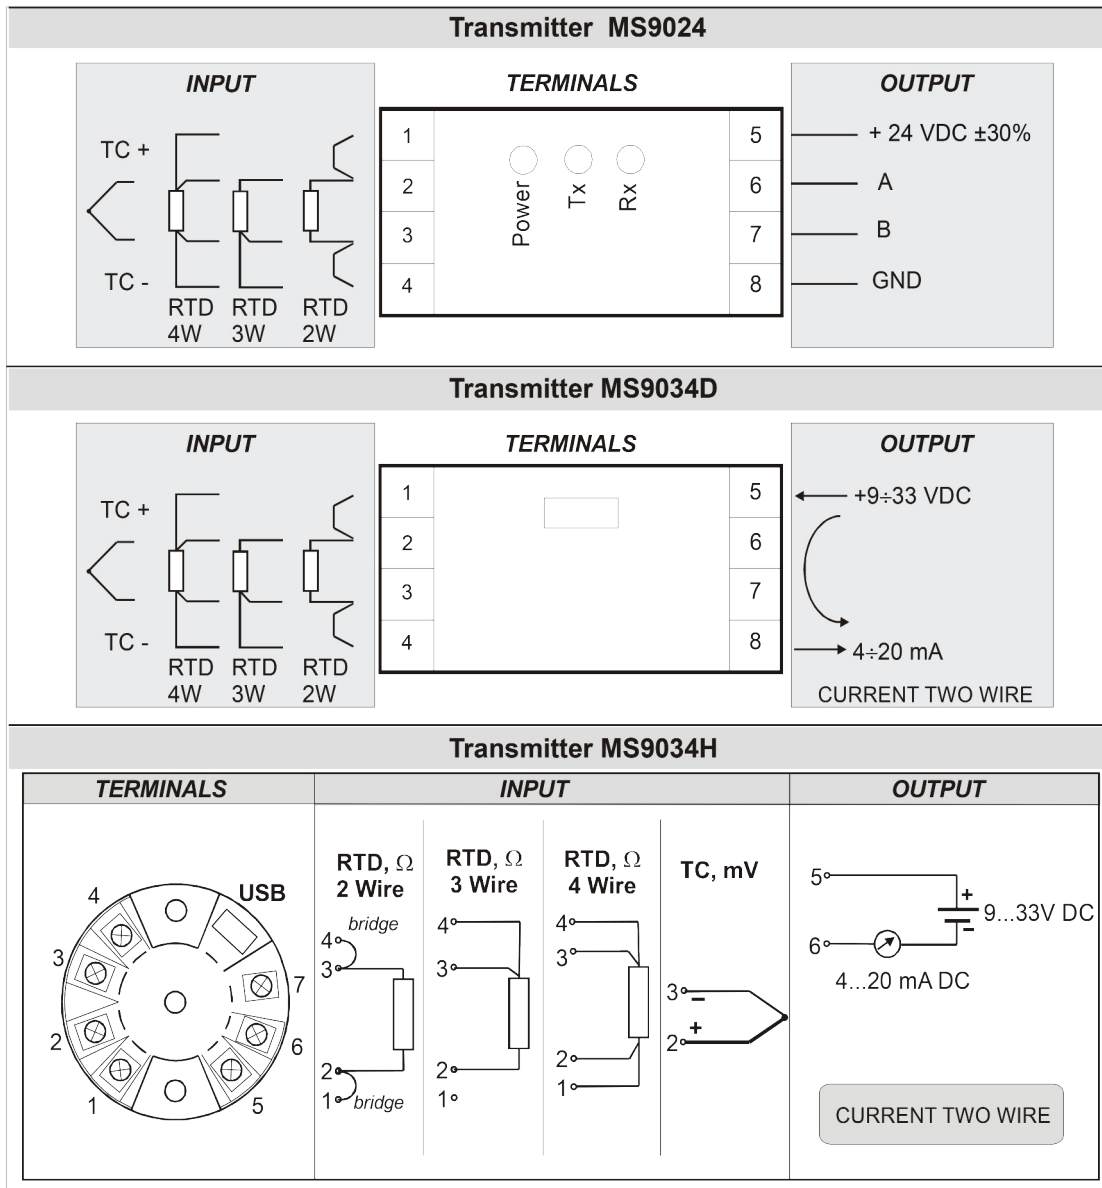 Transmitter MS9024
INPUT
TERMINALS
OUTPUT
TC +
TC -
RTD 4W
RTD 3W
RTD 2W
1
2
3
4
Power
Tx
Rx
5
6
7
8
+ 24 VDC ±30%
A
B
GND
Transmitter MS9034D
INPUT
TERMINALS
OUTPUT
TC +
TC -
RTD 4W
RTD 3W
RTD 2W
1
2
3
4
5
6
7
8
+9÷33 VDC
4÷20 mA
CURRENT TWO WIRE
Transmitter MS9034H
TERMINALS
INPUT
OUTPUT
4
USB
3
7
2
6
1
5
RTD, Ω
2 Wire
bridge
4
3
2
1
bridge
RTD, Ω
3 Wire
4
3
2
1
RTD, Ω
4 Wire
4
3
2
1
TC, mV
3
–
+
2
5
+
9...33V DC
–
6
4...20 mA DC
CURRENT TWO WIRE